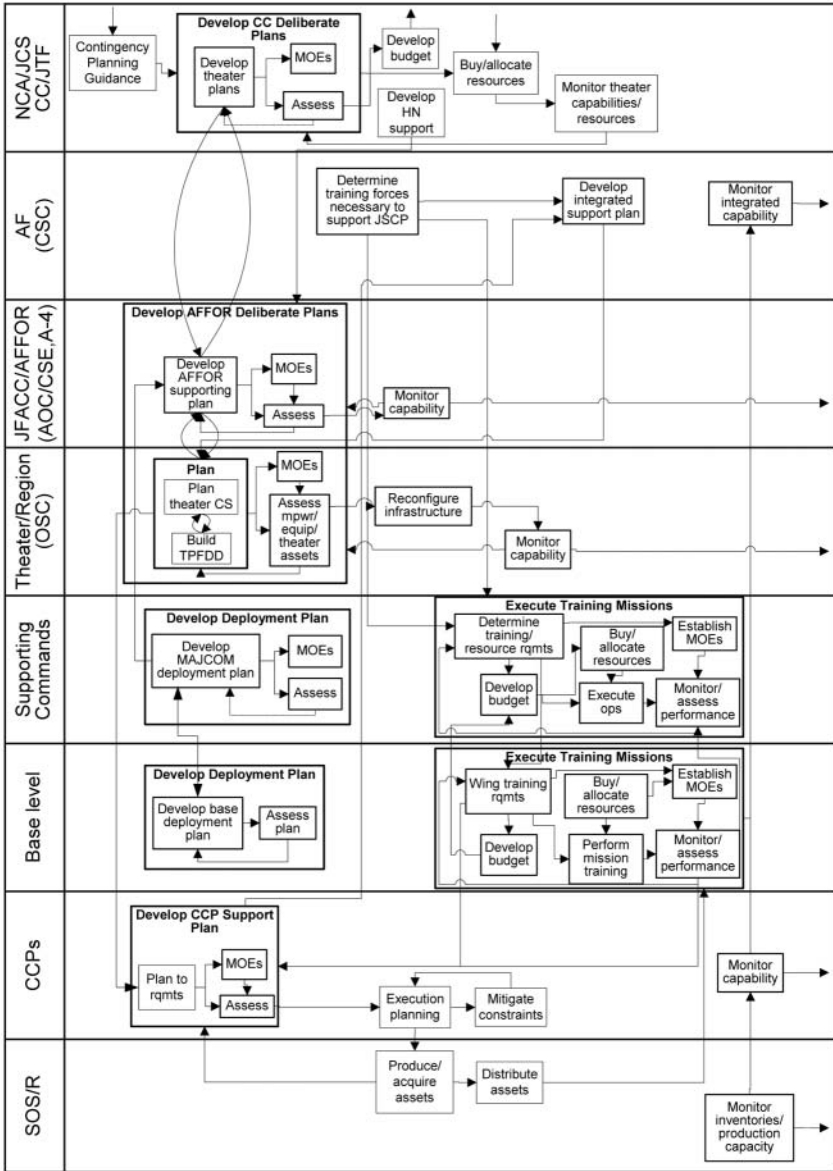 NCA/JCS
CC/JTF
Contingency
Planning
Guidance
Develop CC Deliberate
Plans
Develop
theater
plans
MOEs
Assess
Develop
budget
Develop
HN
support
Buy/allocate
resources
Monitor theater
capabilities/
resources
AF
(CSC)
Determine
training forces
necessary to
support JSCP
Develop
integrated
support plan
Monitor
integrated
capability
JFACC/AFFOR
(AOC/CSE,A-4)
Develop AFFOR Deliberate Plans
Develop
AFFOR
supporting
plan
MOEs
Assess
Monitor
capability
Theater/Region
(OSC)
Plan
Plan
theater CS
Build
TPFDD
MOEs
Assess
mpwr/
equip/
theater
assets
Reconfigure
infrastructure
Monitor
capability
Supporting
Commands
Develop Deployment Plan
Develop
MAJCOM
deployment plan
MOEs
Assess
Execute Training Missions
Determine
training/
resource rqmts
Buy/
allocate
resources
Establish
MOEs
Develop
budget
Execute
ops
Monitor/
assess
performance
Base level
Develop Deployment Plan
Develop base
deployment
plan
Assess
plan
Execute Training Missions
Wing training
rqmts
Buy/
allocate
resources
Establish
MOEs
Develop
budget
Perform
mission
training
Monitor/
assess
performance
CCPs
Develop CCP Support
Plan
Plan to
rqmts
MOEs
Assess
Execution
planning
Mitigate
constraints
Monitor
capability
SOS/R
Produce/
acquire
assets
Distribute
assets
Monitor
inventories/
production
capacity